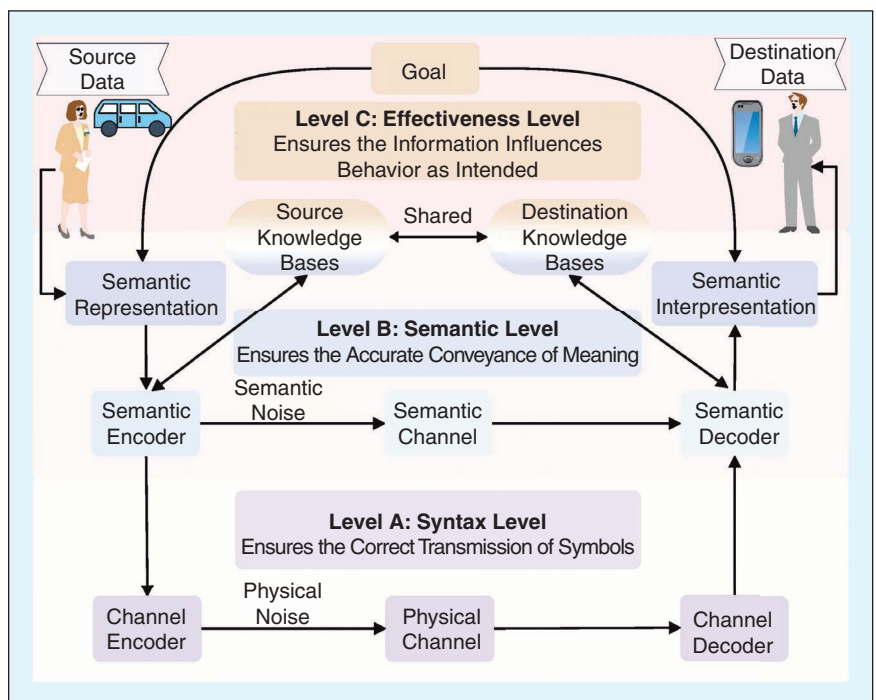 Source
Data
Goal
Destination
Data
Level C: Effectiveness Level
Ensures the Information Influences
Behavior as Intended
Source
Knowledge
Bases
Shared
Destination
Knowledge
Bases
Semantic
Representation
Semantic
Interpresentation
Level B: Semantic Level
Ensures the Accurate Conveyance of Meaning
Semantic
Encoder
Semantic
Noise
Semantic
Channel
Semantic
Decoder
Level A: Syntax Level
Ensures the Correct Transmission of Symbols
Channel
Encoder
Physical
Noise
Physical
Channel
Channel
Decoder